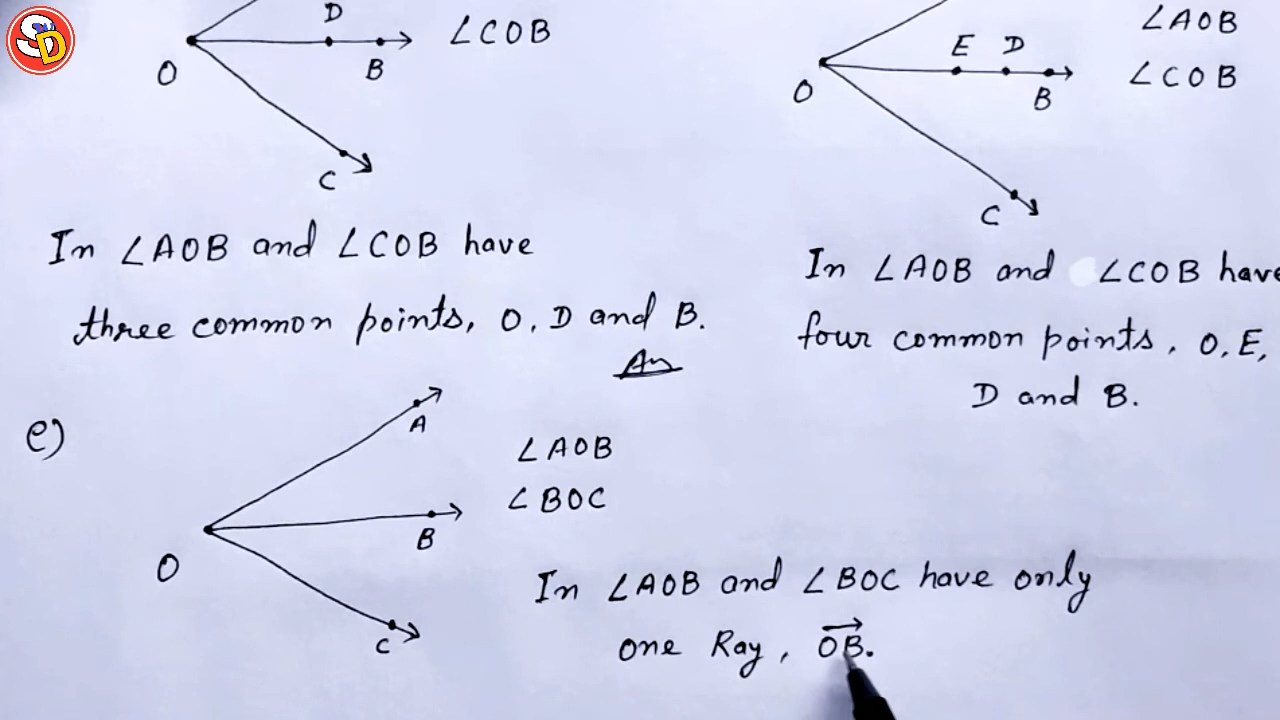 SD
D
∠COB
O
B
C
In ∠AOB and ∠COB have
three common points, O, D and B.
Ans
∠AOB
E D
∠COB
O
B
C
In ∠AOB and ∠COB have
four common points, O, E,
D and B.
e)
A
∠AOB
∠BOC
B
O
C
In ∠AOB and ∠BOC have only
one Ray, OB.